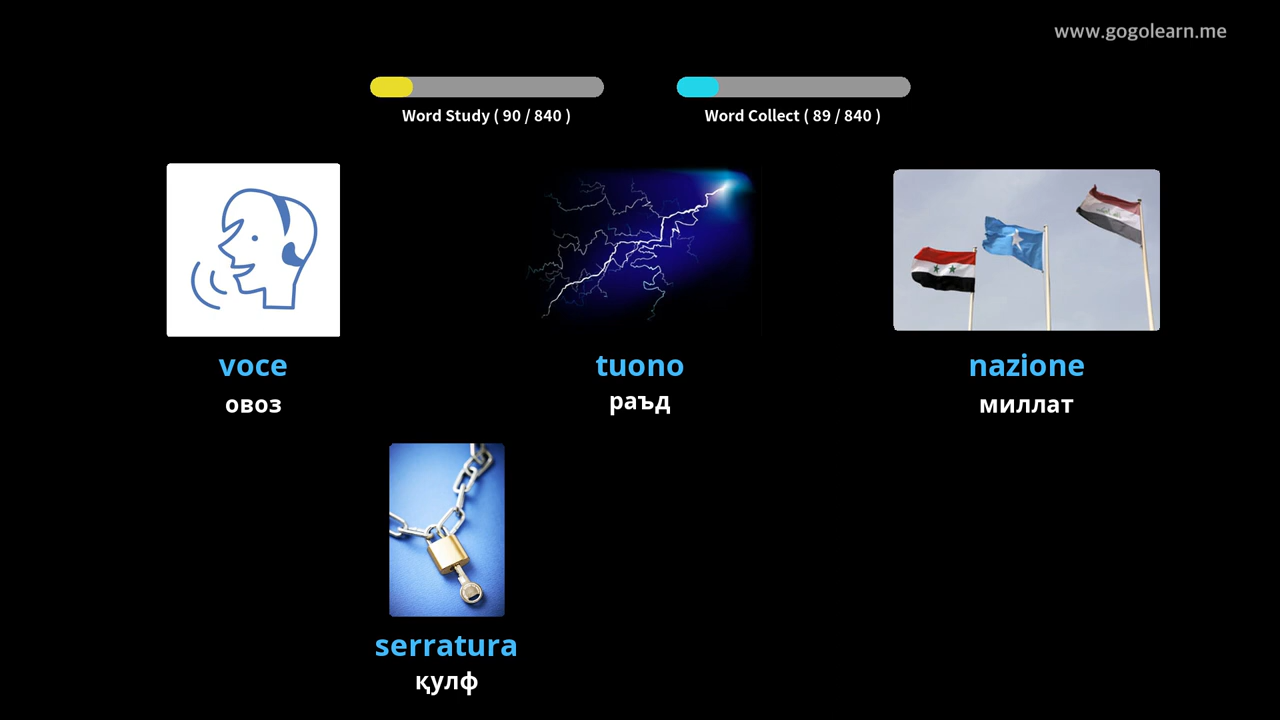 www.gogolearn.me
Word Study ( 90 / 840 )
Word Collect ( 89 / 840 )
voce
овоз
tuono
раъд
nazione
миллат
serratura
қулф